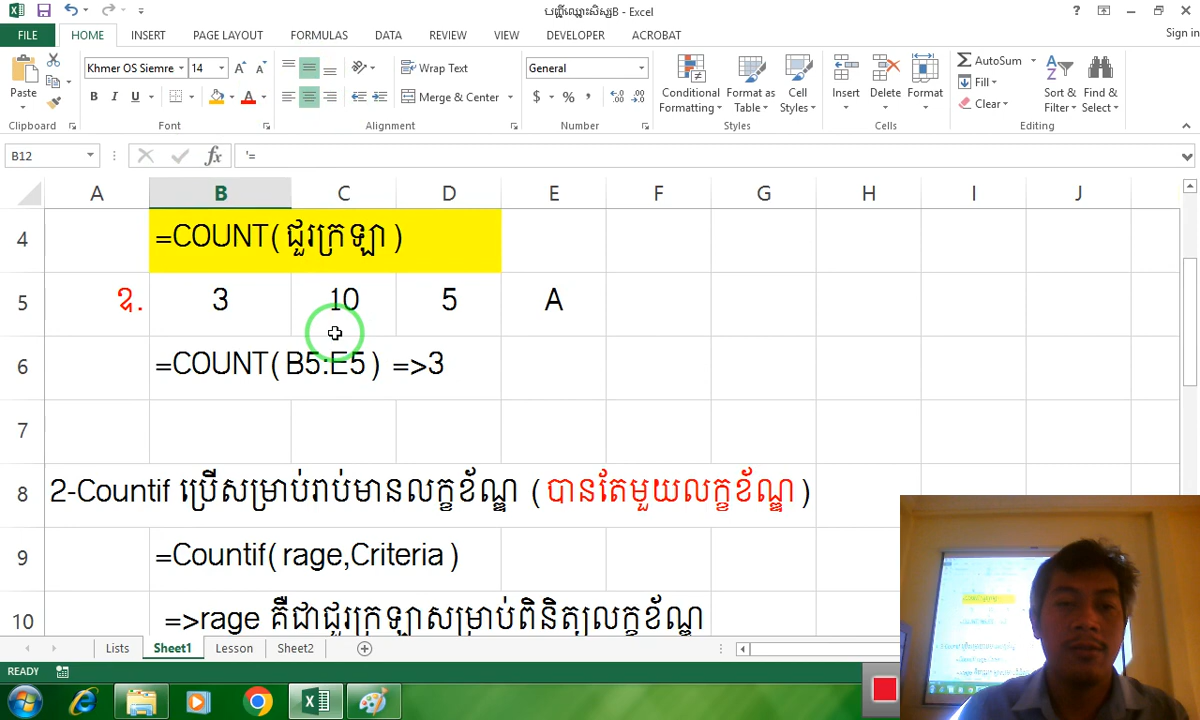 បញ្ជីឈ្មោះសិស្សB - Excel
Sign in
FILE HOME INSERT PAGE LAYOUT FORMULAS DATA REVIEW VIEW DEVELOPER ACROBAT
Khmer OS Siemre 14
Wrap Text
General
AutoSum
Fill
Clear
Paste
B I U A
Merge & Center
$ % ,
Conditional Formatting
Format as Table
Cell Styles
Insert Delete Format
Sort & Filter
Find & Select
Clipboard Font Alignment Number Styles Cells Editing
B12 fx '=
A B C D E F G H I J
4 =COUNT(ជួរក្រឡា)
5 ឧ. 3 10 5 A
6 =COUNT(B5:E5) =>3
7
8 2-Countif ប្រើសម្រាប់រាប់មានលក្ខខ័ណ្ឌ (បានតែមួយលក្ខខ័ណ្ឌ)
9 =Countif(rage,Criteria)
10 =>rage គឺជាជួរក្រឡាសម្រាប់ពិនិត្យលក្ខខ័ណ្ឌ
Lists Sheet1 Lesson Sheet2
READY